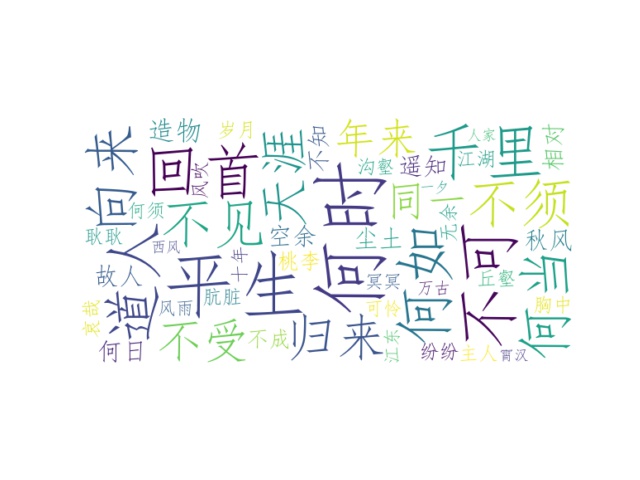 向来
造物
岁月
回首
风吹
天涯
不知
何时
年来
沟壑
遥知
千里
江湖
人家
相对
何须
不见
空余
同一
一夕
无余
不须
耿耿
西风
道人
故人
平生
十年
桃李
尘土
冥冥
万古
何如
不可
丘壑
秋风
何当
哀哉
风雨
肮脏
何日
不受
不成
归来
可怜
江东
纷纷
主人
霄汉
胸中